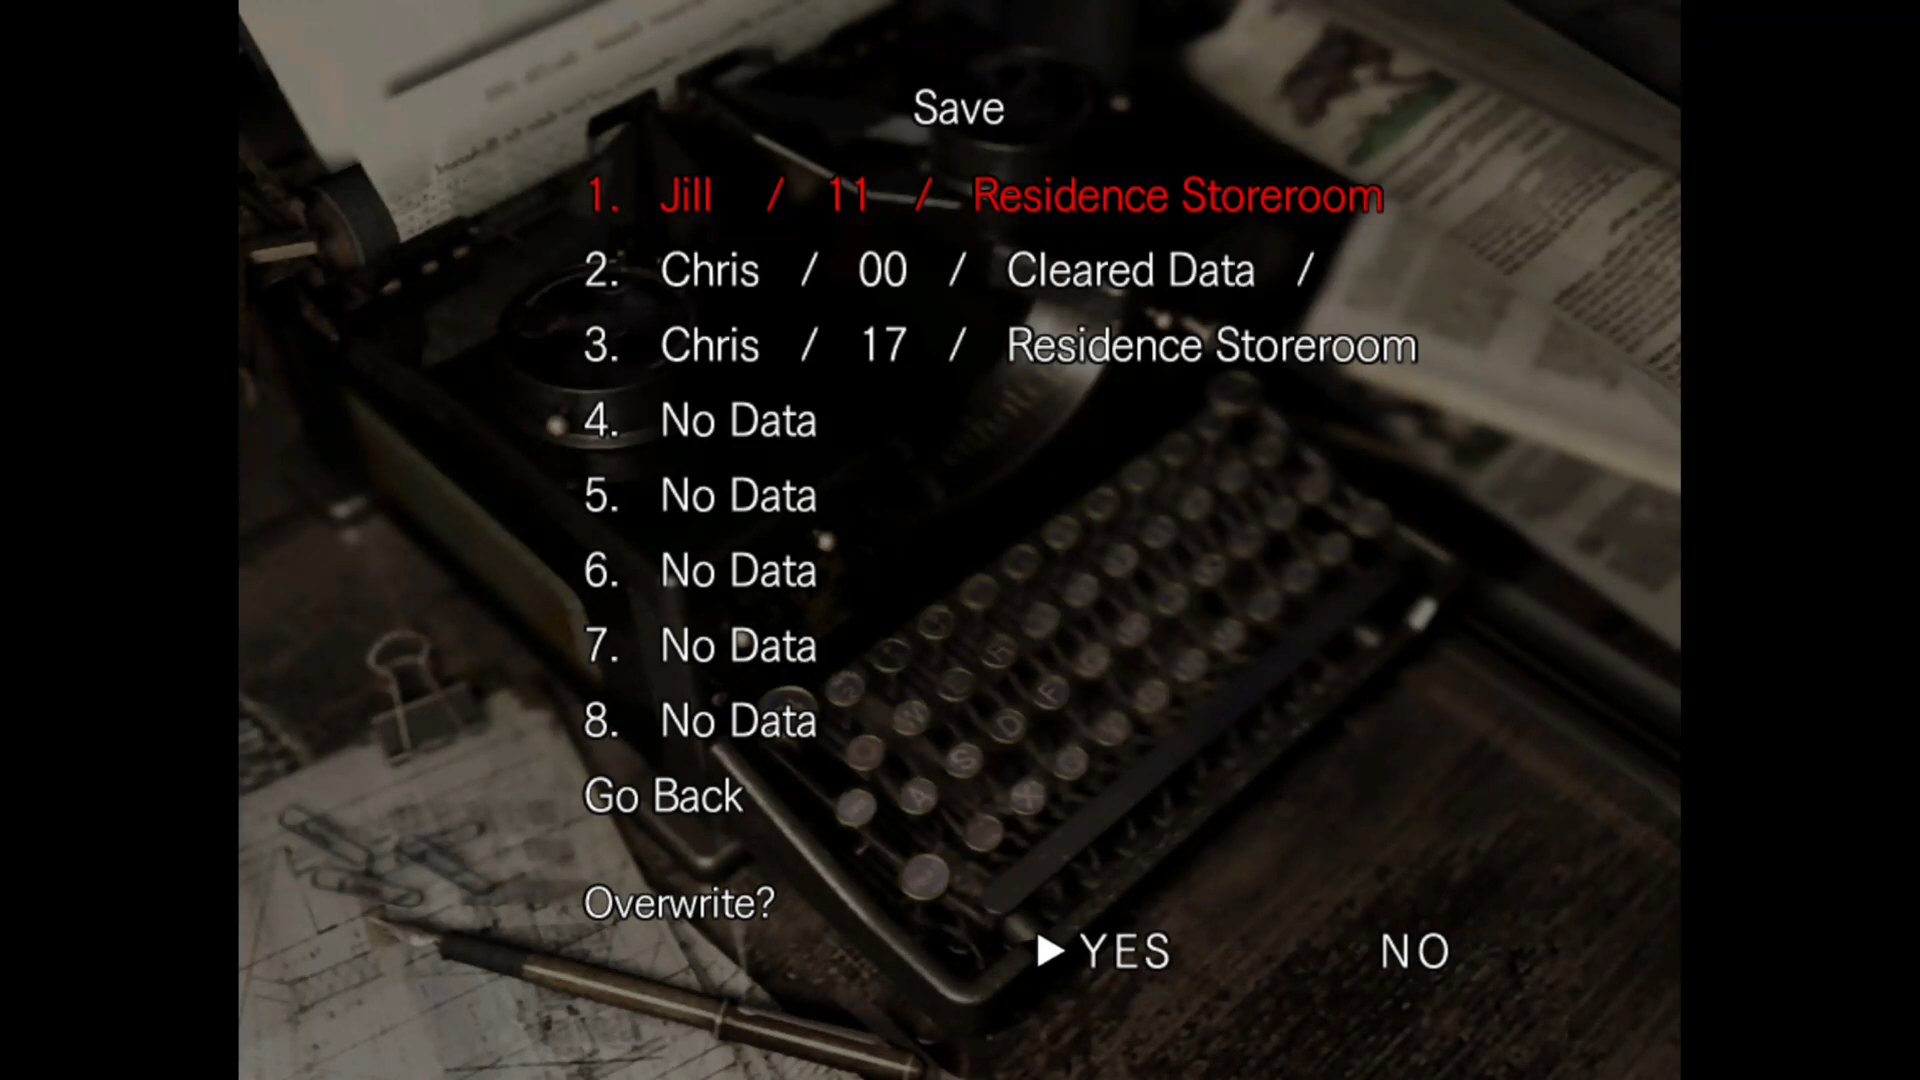 Save
1. Jill / 11 / Residence Storeroom
2. Chris / 00 / Cleared Data /
3. Chris / 17 / Residence Storeroom
4. No Data
5. No Data
6. No Data
7. No Data
8. No Data
Go Back
Overwrite?
▶ YES NO